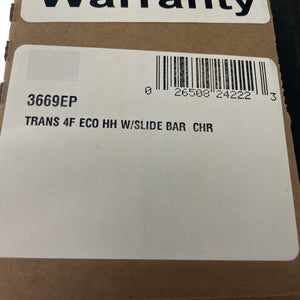 Warranty
0 26508 24222 3
3669EP
TRANS 4F ECO HH W/SLIDE BAR CHR